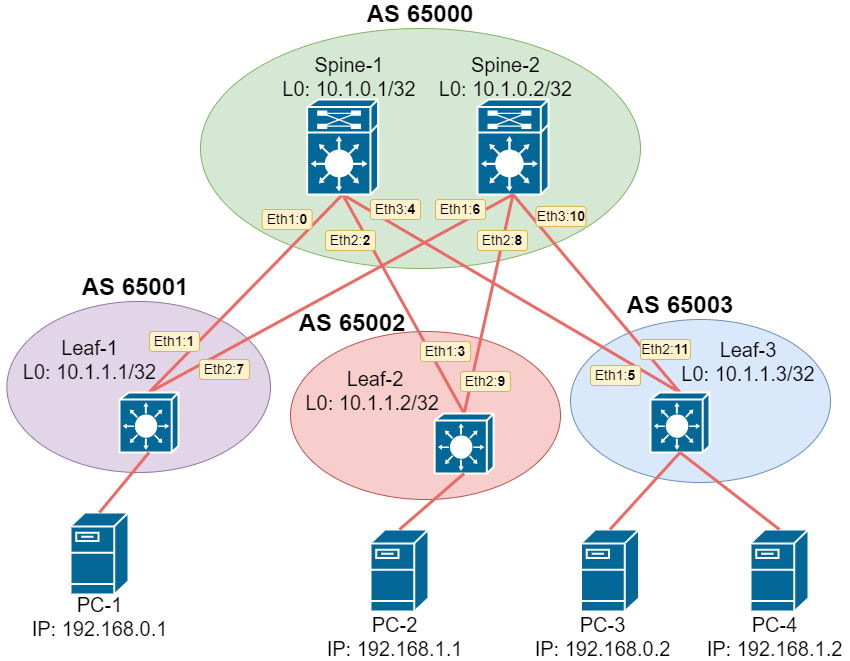 AS 65000
Spine-1
L0: 10.1.0.1/32
Spine-2
L0: 10.1.0.2/32
Eth1:0
Eth3:4
Eth1:6
Eth3:10
Eth2:2
Eth2:8
AS 65001
Leaf-1
L0: 10.1.1.1/32
Eth1:1
Eth2:7
AS 65002
Leaf-2
L0: 10.1.1.2/32
Eth1:3
Eth2:9
AS 65003
Leaf-3
L0: 10.1.1.3/32
Eth2:11
Eth1:5
PC-1
IP: 192.168.0.1
PC-2
IP: 192.168.1.1
PC-3
IP: 192.168.0.2
PC-4
IP: 192.168.1.2